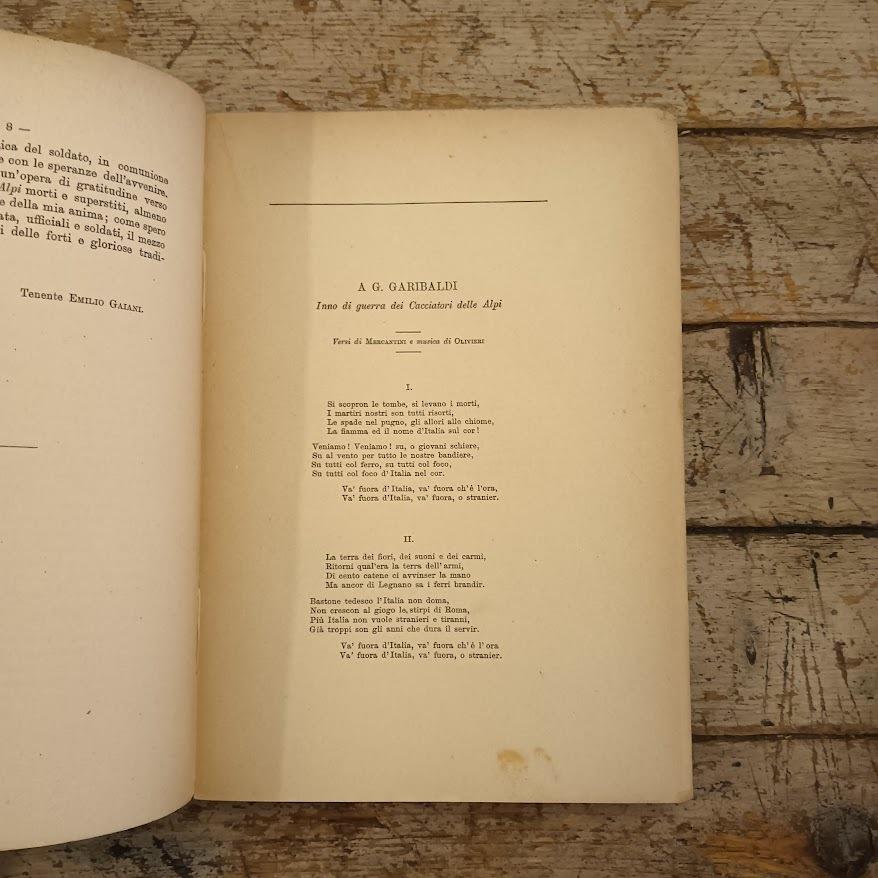 8 —
ica del soldato, in comunione
e con le speranze dell'avvenire.
un'opera di gratitudine verso
Alpi morti e superstiti, almeno
e della mia anima; come spero
ata, ufficiali e soldati, il mezzo
i delle forti e gloriose tradi-
Tenente EMILIO GAIANI.
A G. GARIBALDI
Inno di guerra dei Cacciatori delle Alpi
Versi di MERCANTINI e musica di OLIVIERI
I.
Si scopron le tombe, si levano i morti,
I martiri nostri son tutti risorti,
Le spade nel pugno, gli allori alle chiome,
La fiamma ed il nome d'Italia sul cor!
Veniamo! Veniamo! su, o giovani schiere,
Su al vento per tutto le nostre bandiere,
Su tutti col ferro, su tutti col foco,
Su tutti col foco d'Italia nel cor.
Va' fuora d'Italia, va' fuora ch'è l'ora,
Va' fuora d'Italia, va' fuora, o stranier.
II.
La terra dei fiori, dei suoni e dei carmi,
Ritorni qual'era la terra dell'armi,
Di cento catene ci avvinser la mano
Ma ancor di Legnano sa i ferri brandir.
Bastone tedesco l'Italia non doma,
Non crescon al giogo le stirpi di Roma,
Più Italia non vuole stranieri e tiranni,
Già troppi son gli anni che dura il servir.
Va' fuora d'Italia, va' fuora ch'è l'ora
Va' fuora d'Italia, va' fuora, o stranier.